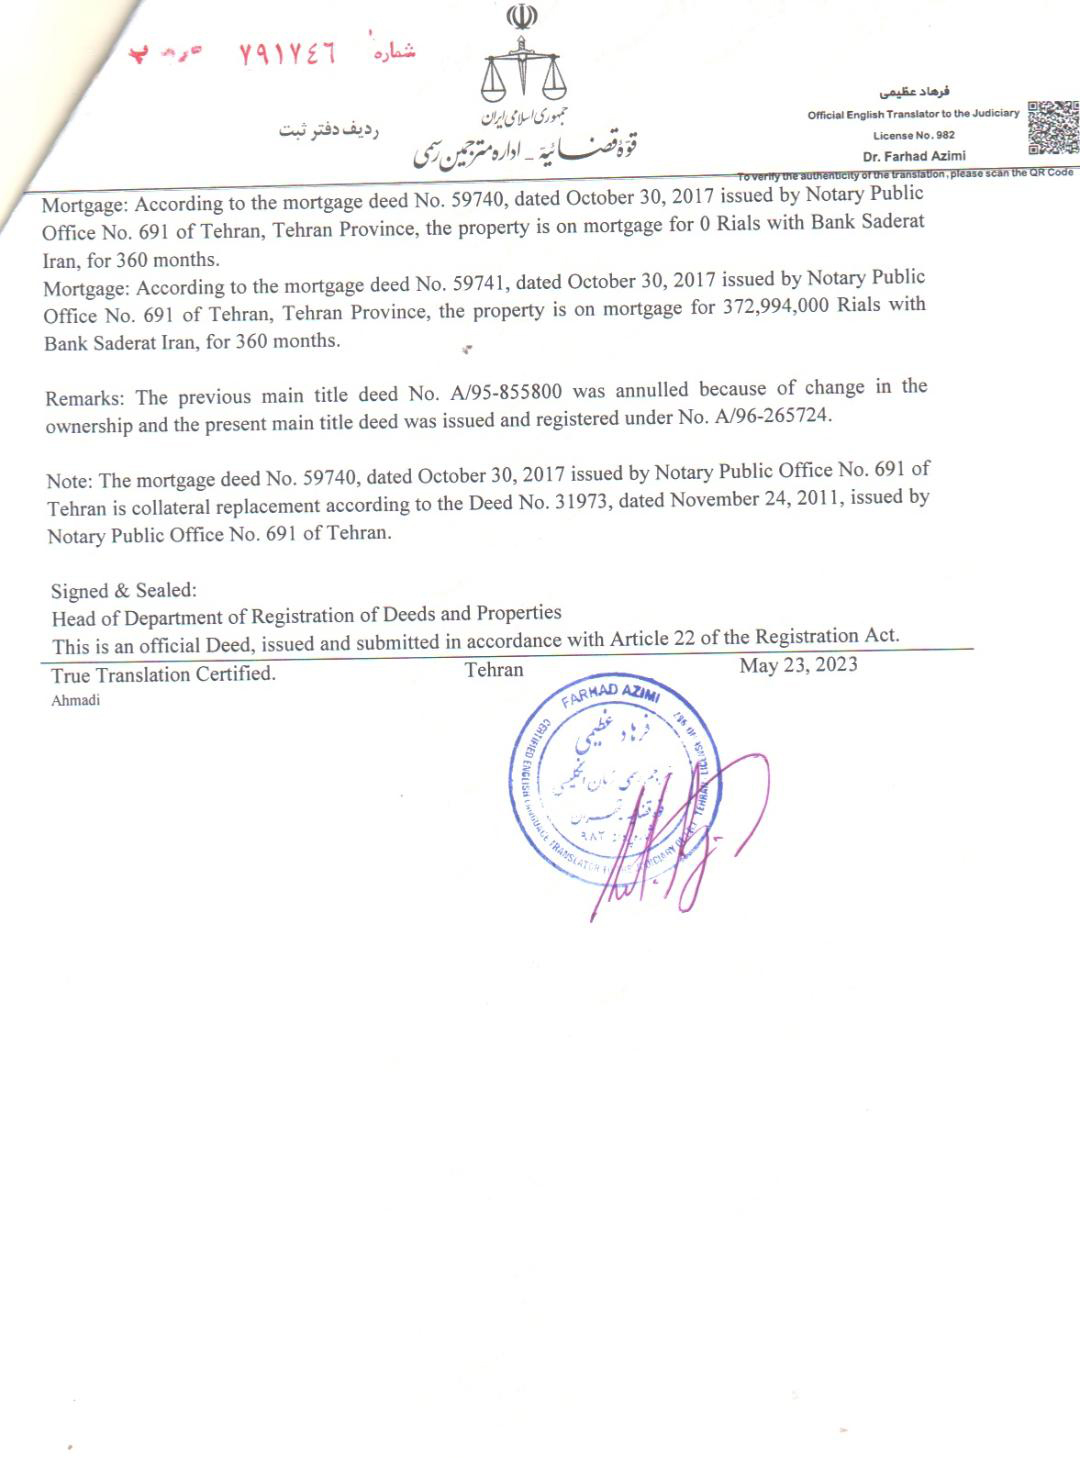 شماره ۷۹۱۷۴۶
جمهوری اسلامی ایران
قوّهٔ قضائیّه - اداره مترجمین رسمی
ردیف دفتر ثبت
فرهاد عظیمی
Official English Translator to the Judiciary
License No. 982
Dr. Farhad Azimi
To verify the authenticity of the translation, please scan the QR Code
Mortgage: According to the mortgage deed No. 59740, dated October 30, 2017 issued by Notary Public
Office No. 691 of Tehran, Tehran Province, the property is on mortgage for 0 Rials with Bank Saderat
Iran, for 360 months.
Mortgage: According to the mortgage deed No. 59741, dated October 30, 2017 issued by Notary Public
Office No. 691 of Tehran, Tehran Province, the property is on mortgage for 372,994,000 Rials with
Bank Saderat Iran, for 360 months.
Remarks: The previous main title deed No. A/95-855800 was annulled because of change in the
ownership and the present main title deed was issued and registered under No. A/96-265724.
Note: The mortgage deed No. 59740, dated October 30, 2017 issued by Notary Public Office No. 691 of
Tehran is collateral replacement according to the Deed No. 31973, dated November 24, 2011, issued by
Notary Public Office No. 691 of Tehran.
Signed & Sealed:
Head of Department of Registration of Deeds and Properties
This is an official Deed, issued and submitted in accordance with Article 22 of the Registration Act.
True Translation Certified. Tehran May 23, 2023
Ahmadi
FARHAD AZIMI
CERTIFIED ENGLISH LANGUAGE TRANSLATOR
فرهاد عظیمی
۹۸۲